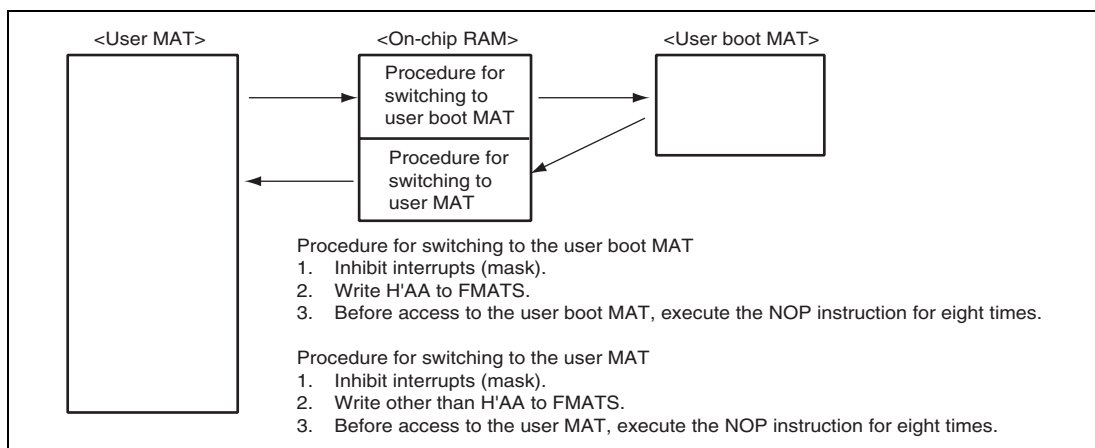 <User MAT> <On-chip RAM> <User boot MAT>
Procedure for
switching to
user boot MAT
Procedure for
switching to
user MAT
Procedure for switching to the user boot MAT
1. Inhibit interrupts (mask).
2. Write H'AA to FMATS.
3. Before access to the user boot MAT, execute the NOP instruction for eight times.
Procedure for switching to the user MAT
1. Inhibit interrupts (mask).
2. Write other than H'AA to FMATS.
3. Before access to the user MAT, execute the NOP instruction for eight times.